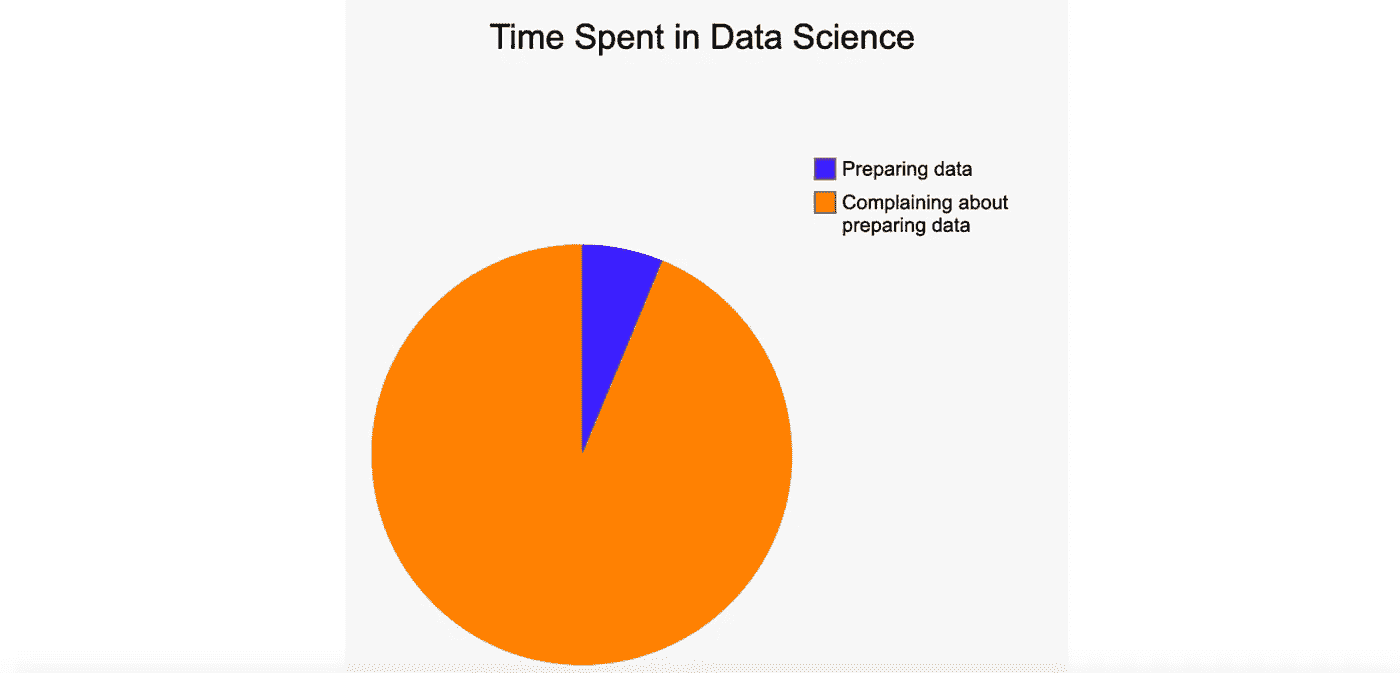 Time Spent in Data Science
Preparing data
Complaining about
preparing data